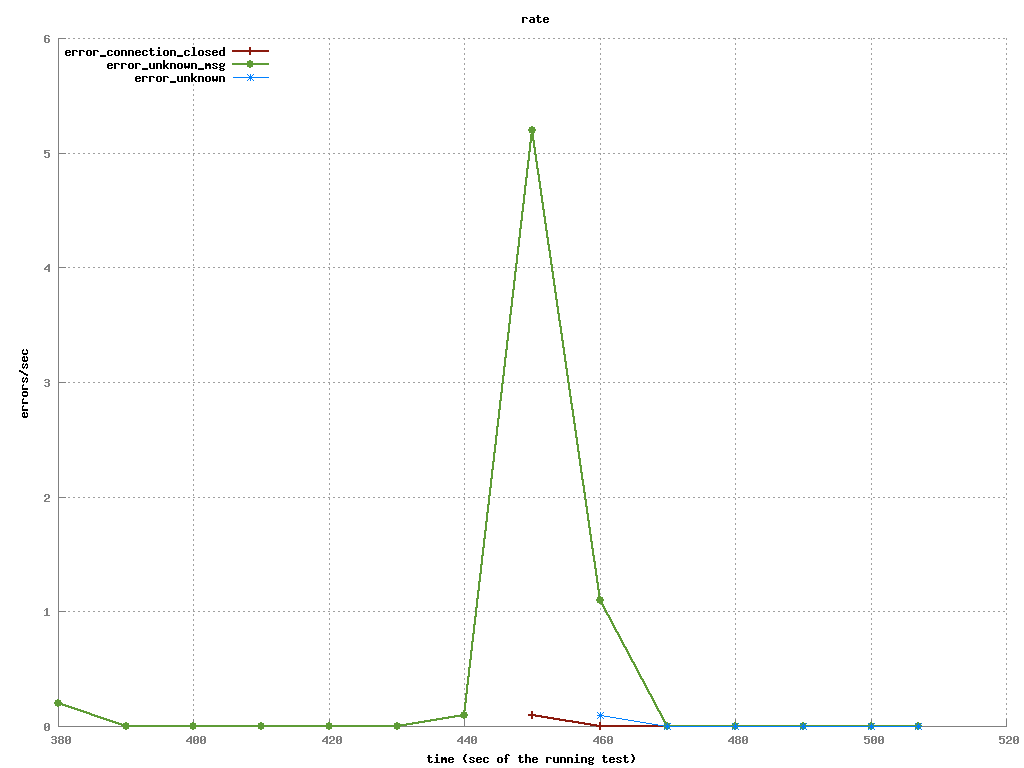 rate
6
error_connection_closed
error_unknown_msg
error_unknown
5
4
3
2
1
0
errors/sec
380 400 420 440 460 480 500 520
time (sec of the running test)